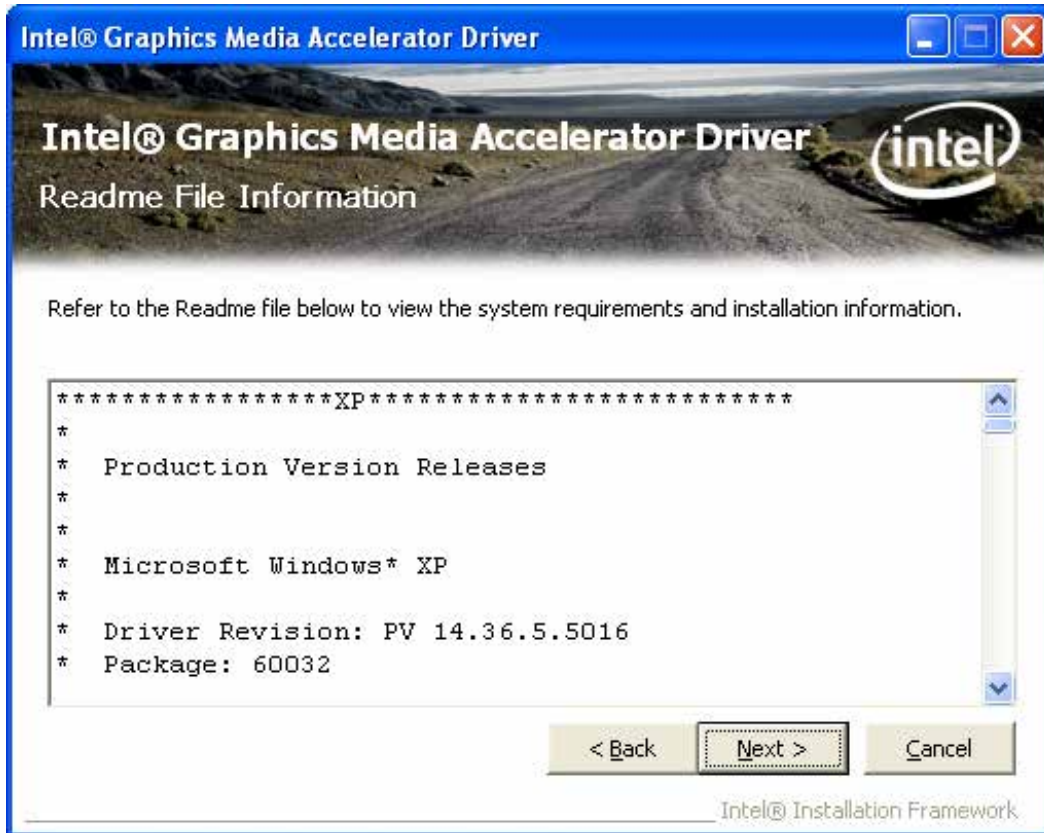 Intel® Graphics Media Accelerator Driver
Intel® Graphics Media Accelerator Driver
intel
Readme File Information
Refer to the Readme file below to view the system requirements and installation information.
*****************XP**************************
*
* Production Version Releases
*
*
* Microsoft Windows* XP
*
* Driver Revision: PV 14.36.5.5016
* Package: 60032
< Back
Next >
Cancel
Intel® Installation Framework